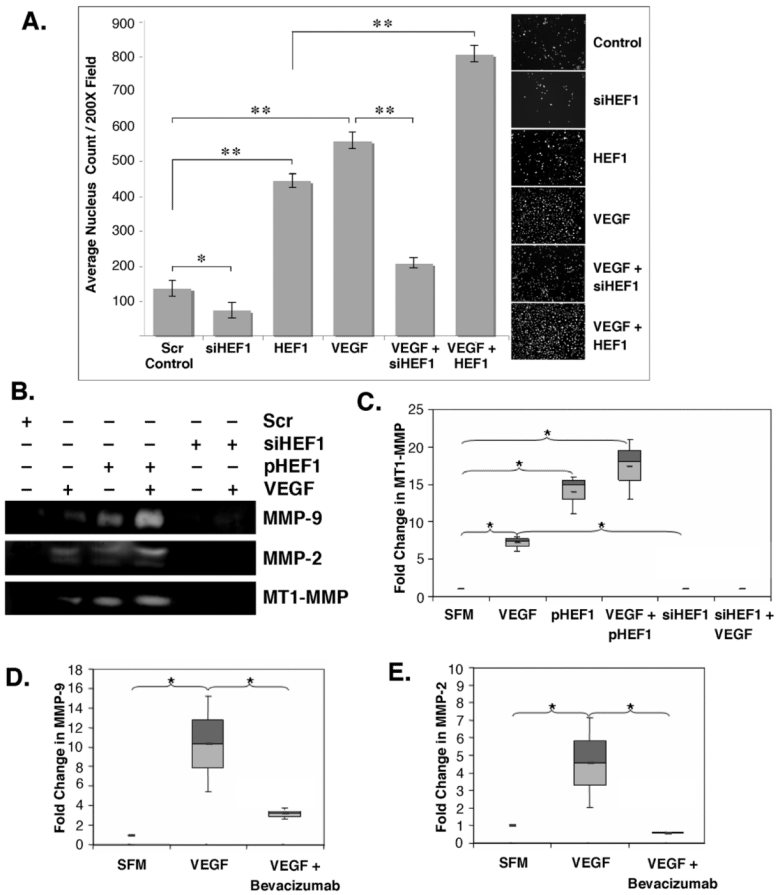 A.
Average Nucleus Count / 200X Field
900
800
600
500
400
300
200
100
**
**
**
**
*
Scr Control
siHEF1
HEF1
VEGF
VEGF + siHEF1
VEGF + HEF1
Control
siHEF1
HEF1
VEGF
VEGF + siHEF1
VEGF + HEF1
B.
+ – – – – – Scr
– – – – + + siHEF1
– – + + – – pHEF1
– + – + – + VEGF
MMP-9
MMP-2
MT1-MMP
C.
Fold Change in MT1-MMP
25
20
15
10
5
0
*
*
*
*
SFM
VEGF
pHEF1
VEGF + pHEF1
siHEF1
siHEF1 + VEGF
D.
Fold Change in MMP-9
18
16
14
12
10
8
6
4
2
0
*
*
SFM
VEGF
VEGF + Bevacizumab
E.
Fold Change in MMP-2
10
9
8
7
6
5
4
3
2
1
0
*
*
SFM
VEGF
VEGF + Bevacizumab